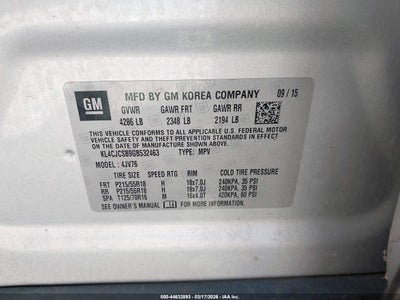 GM
MFD BY GM KOREA COMPANY 09 / 15
GVWR GAWR FRT GAWR RR
4286 LB 2348 LB 2194 LB
THIS VEHICLE CONFORMS TO ALL APPLICABLE U.S. FEDERAL MOTOR
VEHICLE SAFETY AND THEFT PREVENTION STANDARDS IN EFFECT
ON THE DATE OF MANUFACTURE SHOWN ABOVE.
KL4CJCSB9GB532463 TYPE: MPV
MODEL: 4JV76
TIRE SIZE SPEED RTG RIM COLD TIRE PRESSURE
FRT P215/55R18 H 18x7.0J 240KPA, 35 PSI
RR P215/55R18 H 18x7.0J 240KPA, 35 PSI
SPA T125/70R16 M 16x4.0T 420KPA, 60 PSI
SEE OWNER'S MANUAL FOR MORE INFORMATION.
000-44632093 - 03/17/2026 - IAA, Inc.